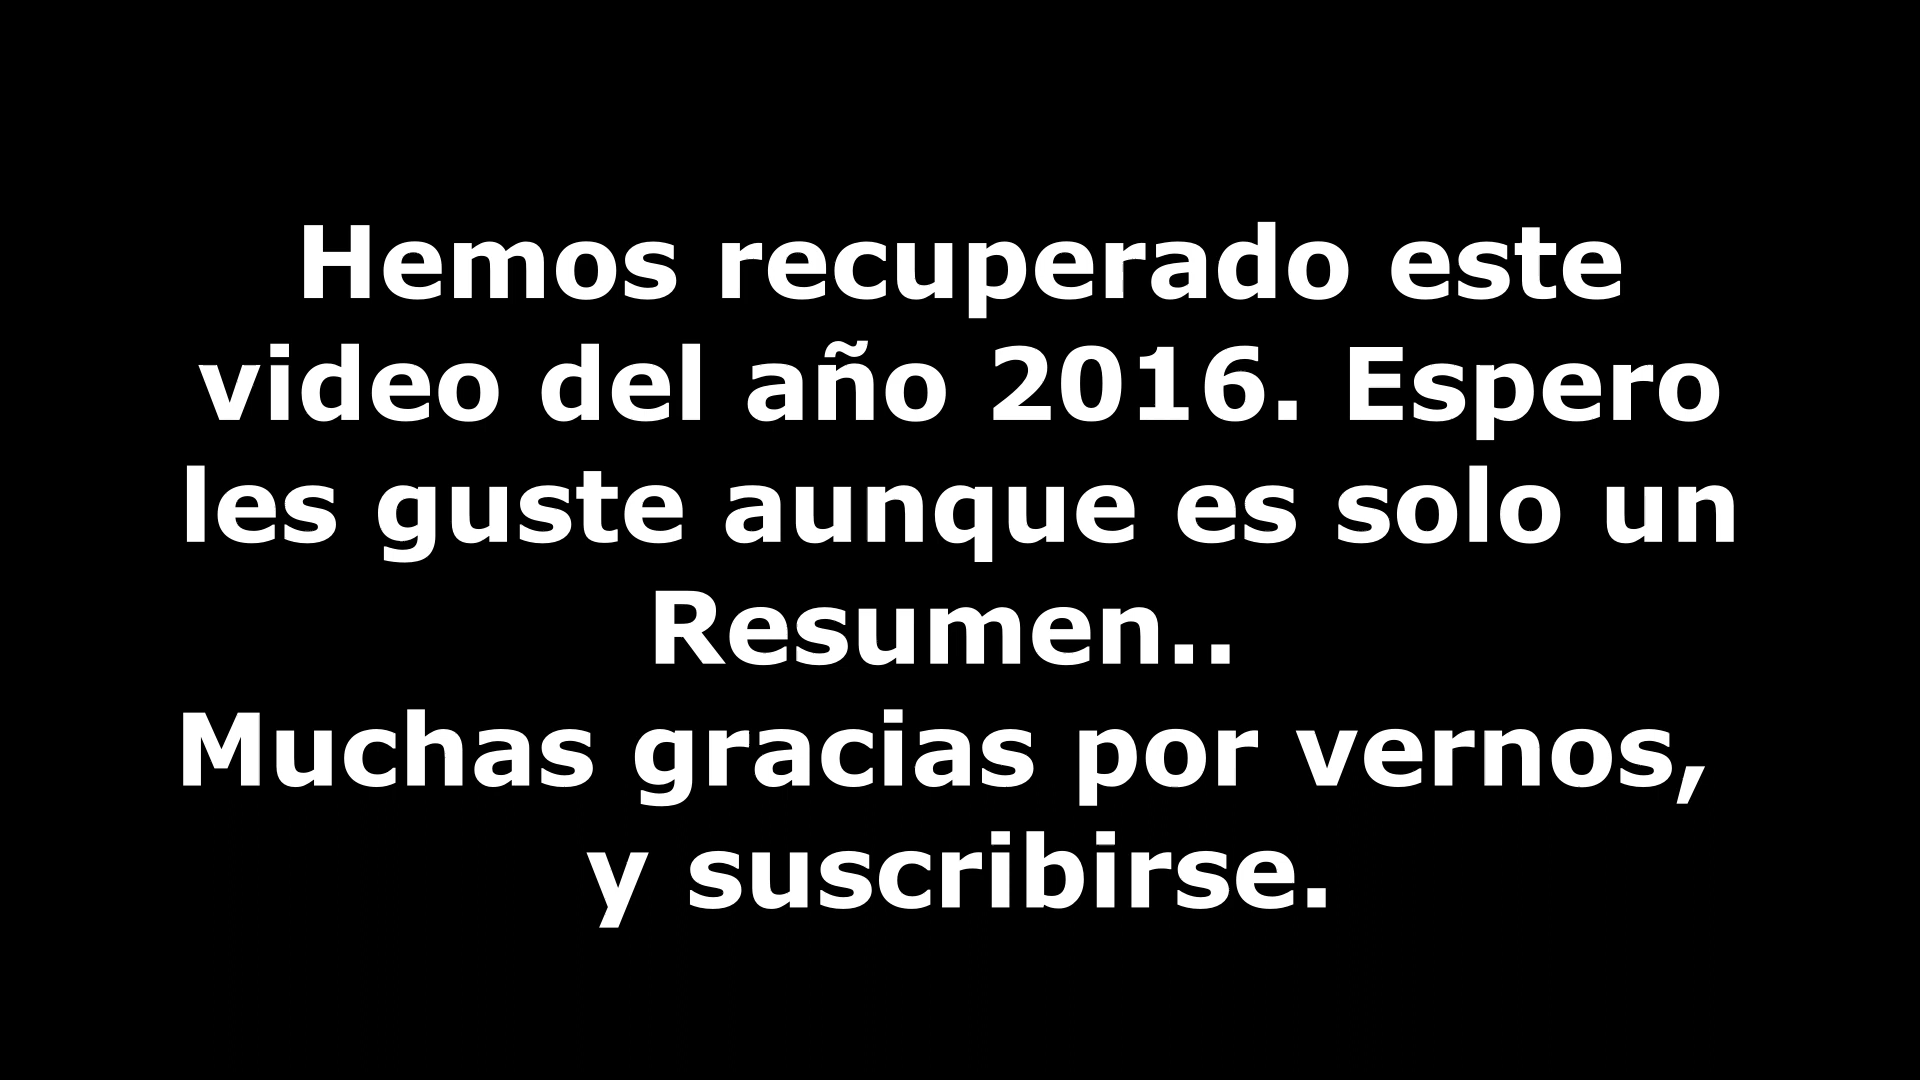 Hemos recuperado este
video del año 2016. Espero
les guste aunque es solo un
Resumen..
Muchas gracias por vernos,
y suscribirse.